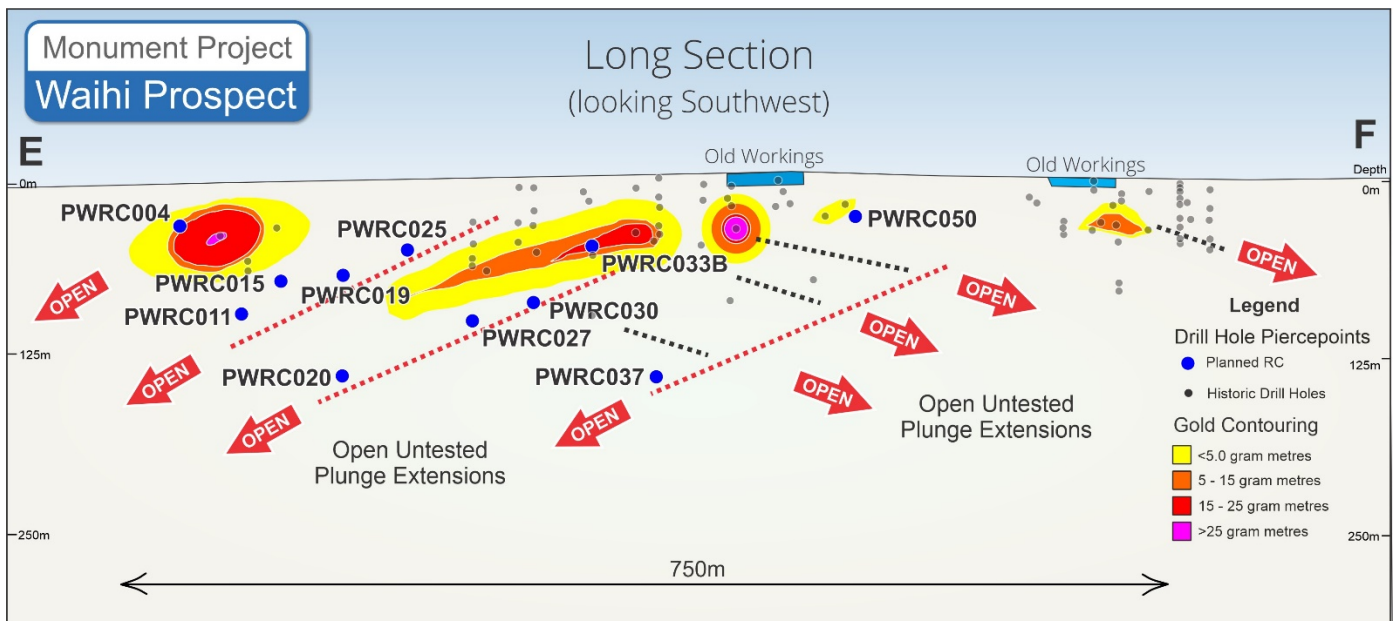 Monument Project
Waihi Prospect
Long Section
(looking Southwest)
E
F
Old Workings
Old Workings
Depth
0m
0m
PWRC004
PWRC025
PWRC050
PWRC033B
PWRC015
PWRC019
PWRC011
PWRC030
PWRC027
PWRC020
PWRC037
OPEN
OPEN
OPEN
OPEN
OPEN
OPEN
OPEN
OPEN
125m
125m
Open Untested
Plunge Extensions
Open Untested
Plunge Extensions
Legend
Drill Hole Piercepoints
Planned RC
Historic Drill Holes
Gold Contouring
<5.0 gram metres
5 - 15 gram metres
15 - 25 gram metres
>25 gram metres
250m
250m
750m